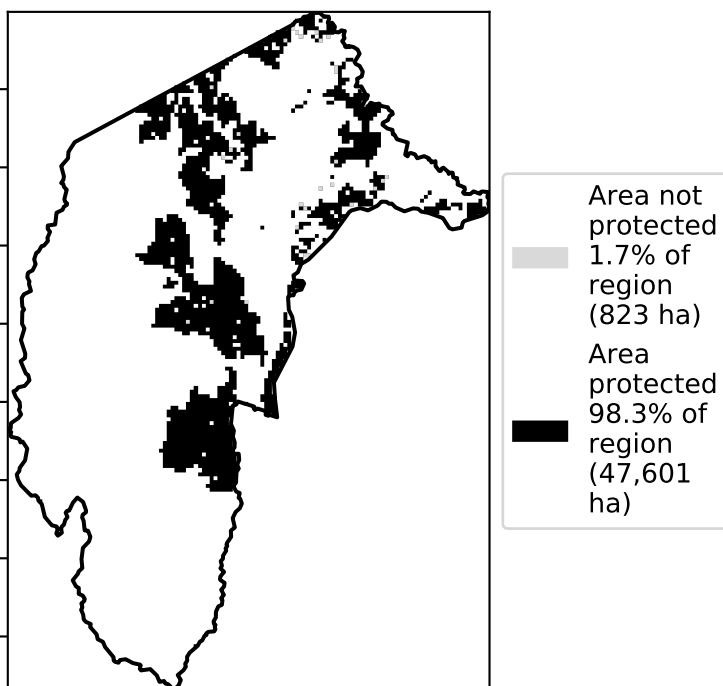 Area not
protected
1.7% of
region
(823 ha)
Area
protected
98.3% of
region
(47,601
ha)